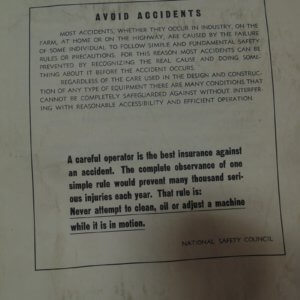 AVOID ACCIDENTS
MOST ACCIDENTS, WHETHER THEY OCCUR IN INDUSTRY, ON THE
FARM, AT HOME OR ON THE HIGHWAY, ARE CAUSED BY THE FAILURE
OF SOME INDIVIDUAL TO FOLLOW SIMPLE AND FUNDAMENTAL SAFETY
RULES OR PRECAUTIONS. FOR THIS REASON MOST ACCIDENTS CAN BE
PREVENTED BY RECOGNIZING THE REAL CAUSE AND DOING SOME-
THING ABOUT IT BEFORE THE ACCIDENT OCCURS.
REGARDLESS OF THE CARE USED IN THE DESIGN AND CONSTRUC-
TION OF ANY TYPE OF EQUIPMENT THERE ARE MANY CONDITIONS THAT
CANNOT BE COMPLETELY SAFEGUARDED AGAINST WITHOUT INTERFER-
ING WITH REASONABLE ACCESSIBILITY AND EFFICIENT OPERATION.
A careful operator is the best insurance against
an accident. The complete observance of one
simple rule would prevent many thousand seri-
ous injuries each year. That rule is:
Never attempt to clean, oil or adjust a machine
while it is in motion.
NATIONAL SAFETY COUNCIL